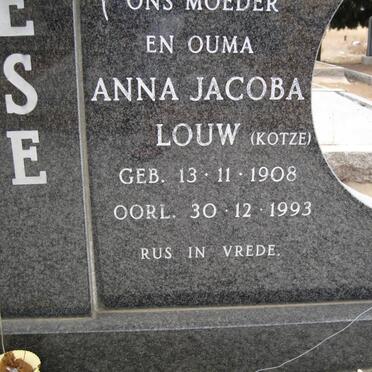 ESE
ONS MOEDER
EN OUMA
ANNA JACOBA
LOUW (KOTZE)
GEB. 13·11·1908
OORL. 30·12·1993
RUS IN VREDE.